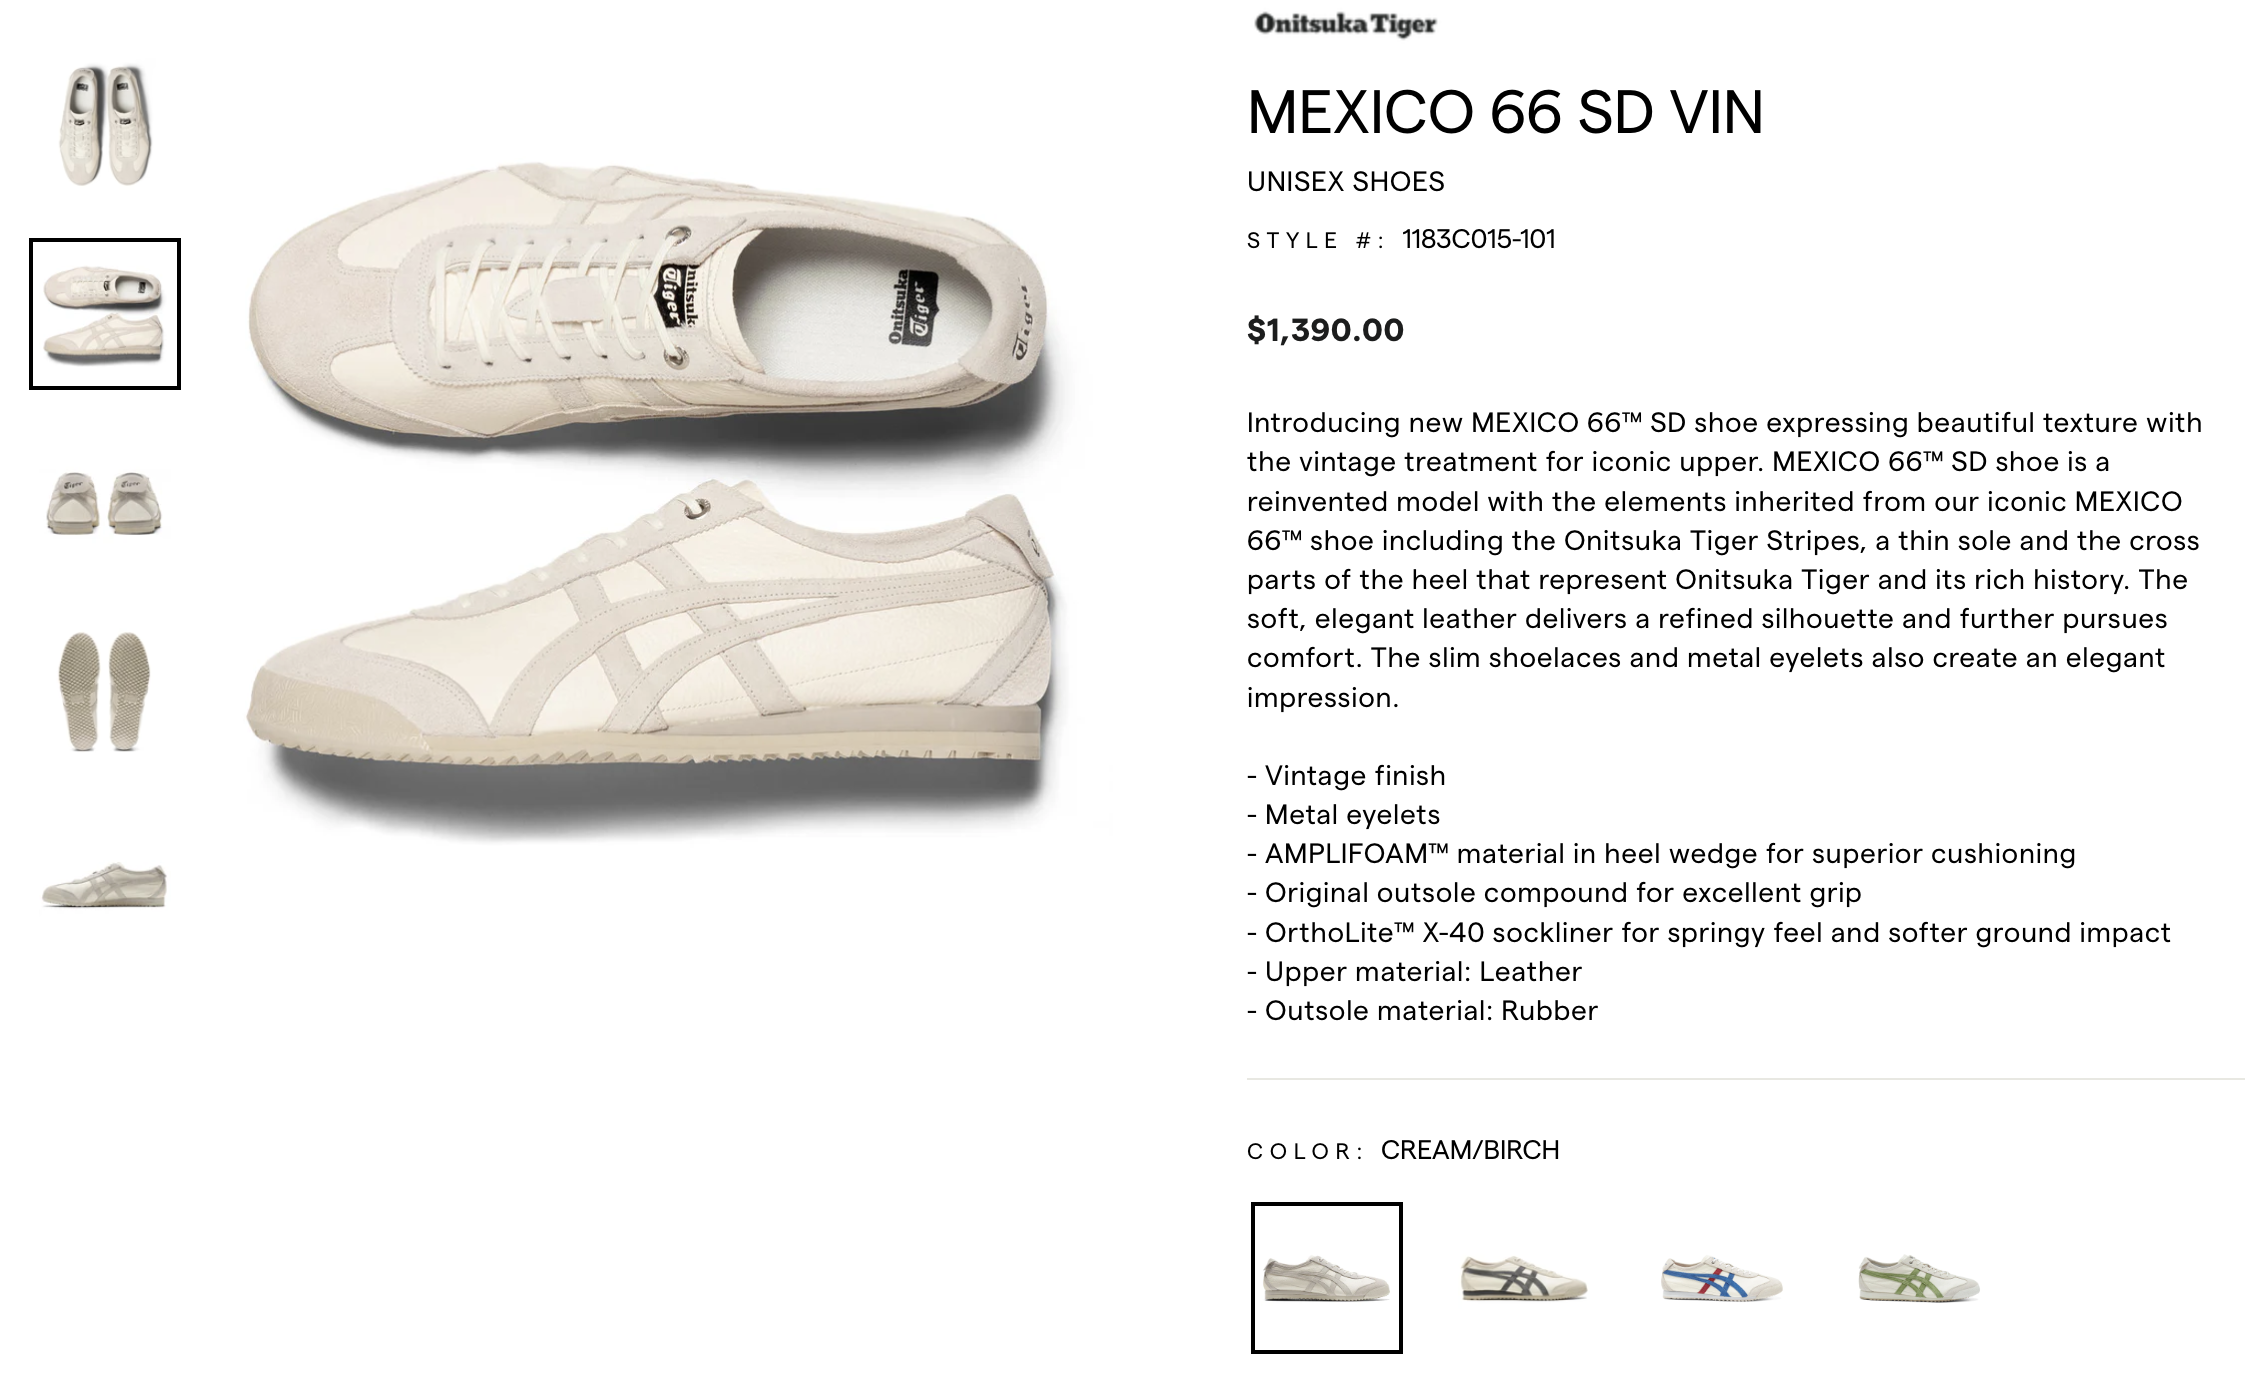 Onitsuka Tiger
MEXICO 66 SD VIN
UNISEX SHOES
STYLE #: 1183C015-101
$1,390.00
Introducing new MEXICO 66™ SD shoe expressing beautiful texture with
the vintage treatment for iconic upper. MEXICO 66™ SD shoe is a
reinvented model with the elements inherited from our iconic MEXICO
66™ shoe including the Onitsuka Tiger Stripes, a thin sole and the cross
parts of the heel that represent Onitsuka Tiger and its rich history. The
soft, elegant leather delivers a refined silhouette and further pursues
comfort. The slim shoelaces and metal eyelets also create an elegant
impression.
- Vintage finish
- Metal eyelets
- AMPLIFOAM™ material in heel wedge for superior cushioning
- Original outsole compound for excellent grip
- OrthoLite™ X-40 sockliner for springy feel and softer ground impact
- Upper material: Leather
- Outsole material: Rubber
COLOR: CREAM/BIRCH
Onitsuka
Tiger
Onitsuka
Tiger
Tiger